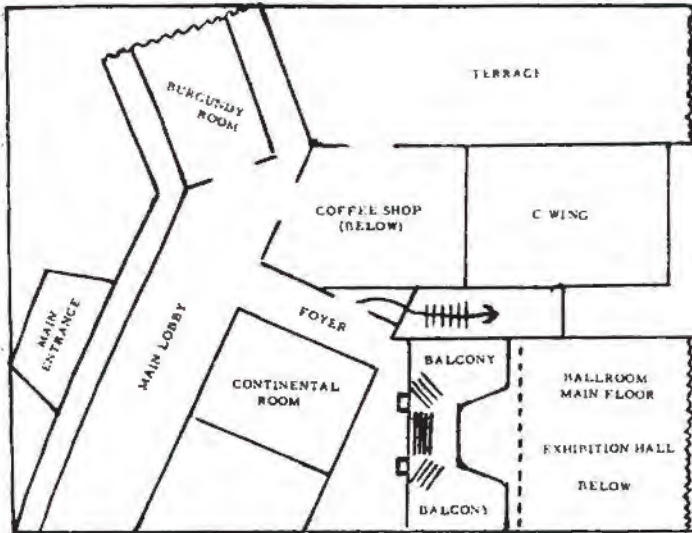 TERRACE
BURGUNDY
ROOM
COFFEE SHOP
(BELOW)
C WING
MAIN
ENTRANCE
MAIN LOBBY
FOYER
CONTINENTAL
ROOM
BALCONY
BALLROOM
MAIN FLOOR
EXHIBITION HALL
BELOW
BALCONY